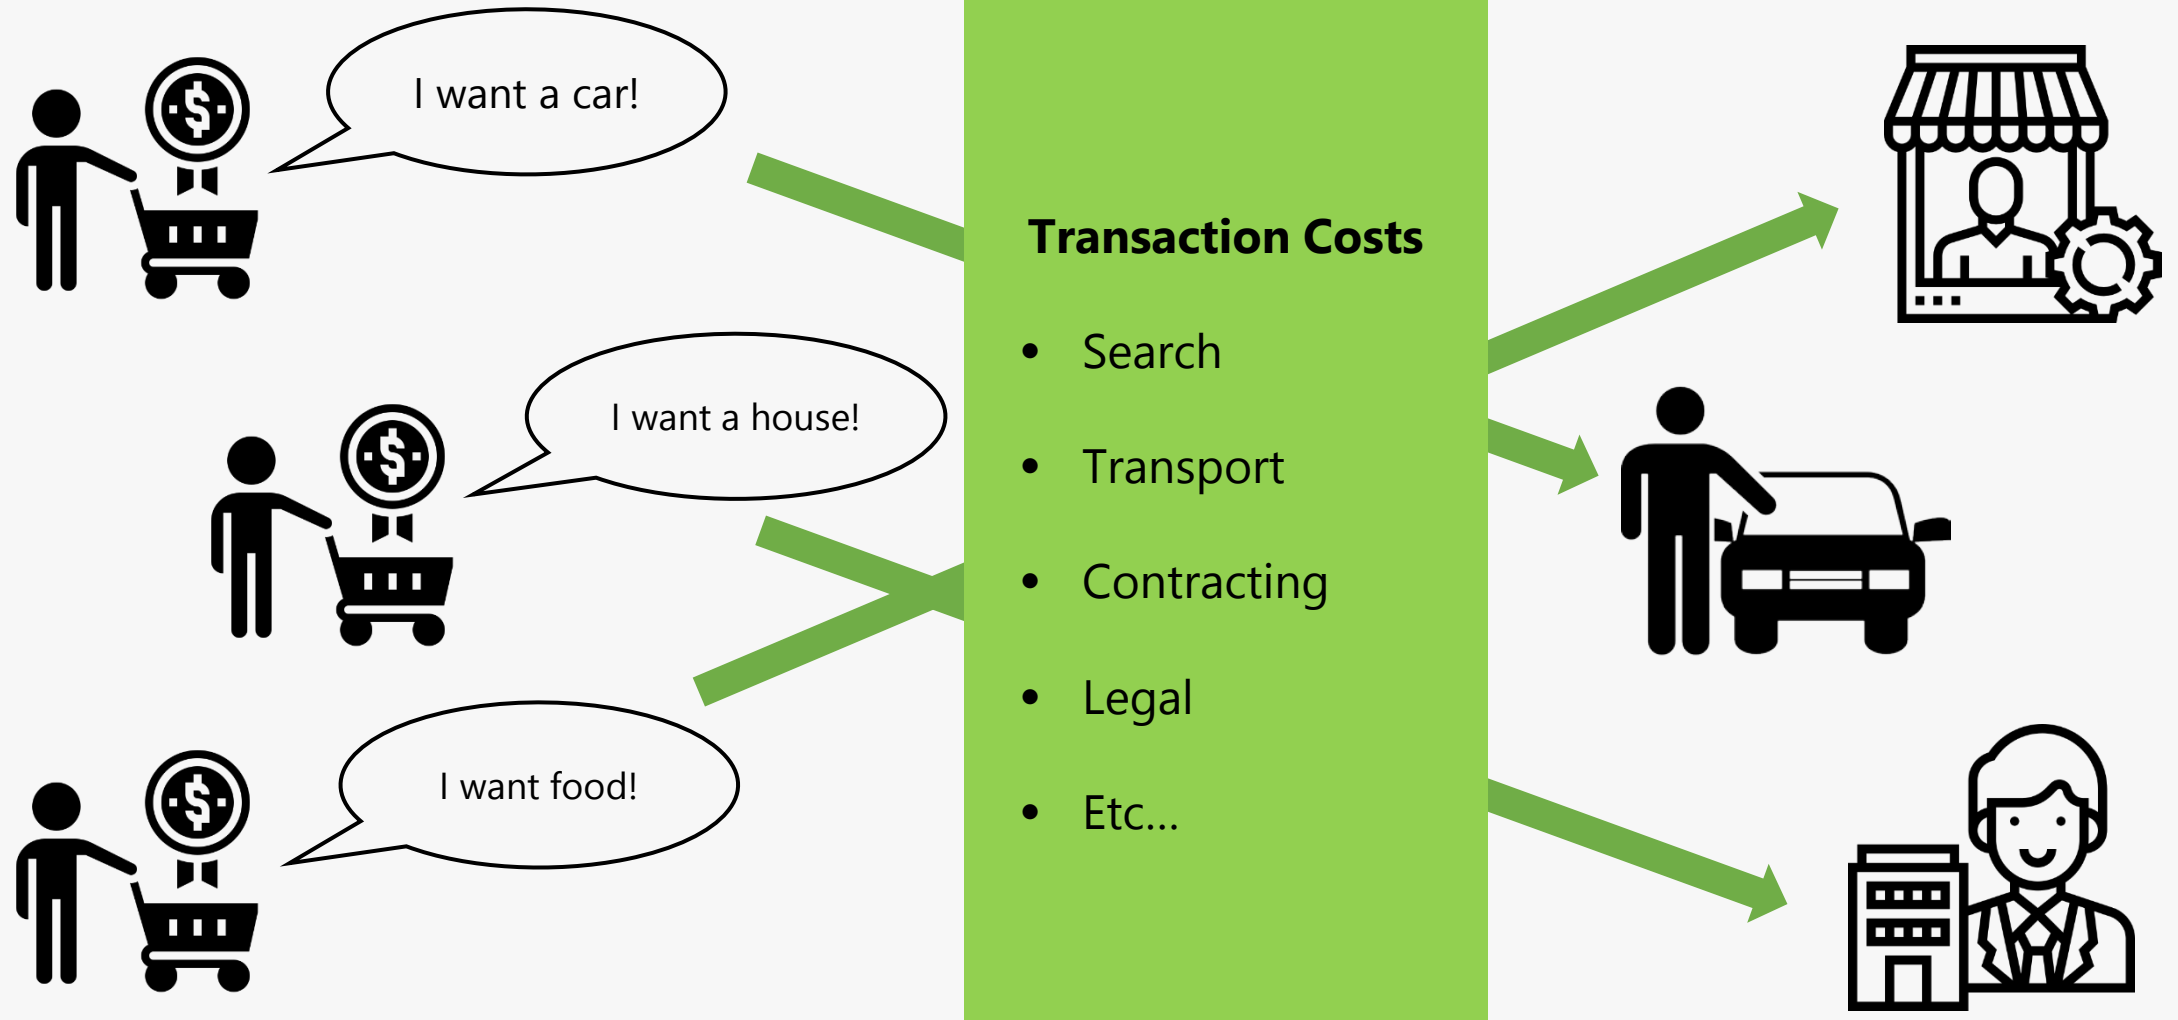 I want a car!
I want a house!
I want food!
Transaction Costs
• Search
• Transport
• Contracting
• Legal
• Etc...
$
$
$